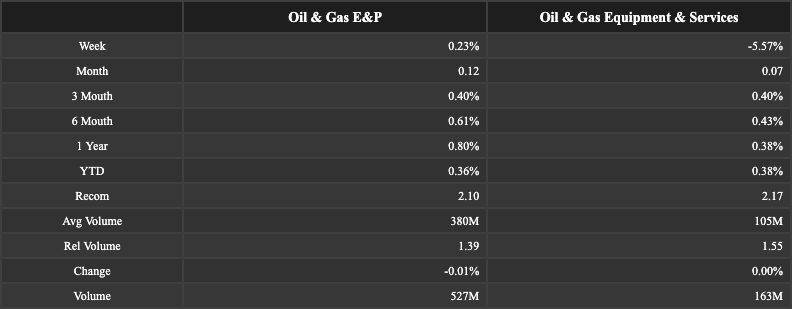 Oil & Gas E&P Oil & Gas Equipment & Services
Week 0.23% -5.57%
Month 0.12 0.07
3 Mouth 0.40% 0.40%
6 Mouth 0.61% 0.43%
1 Year 0.80% 0.38%
YTD 0.36% 0.38%
Recom 2.10 2.17
Avg Volume 380M 105M
Rel Volume 1.39 1.55
Change -0.01% 0.00%
Volume 527M 163M